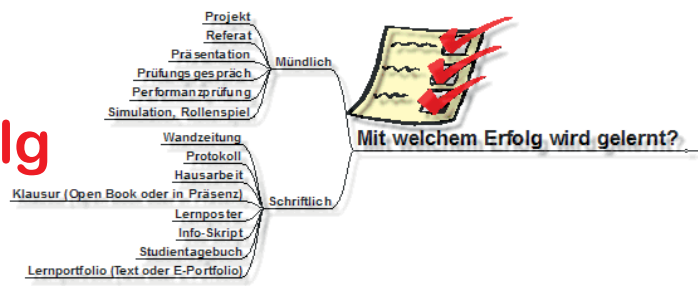 Projekt
Referat
Präsentation
Prüfungsgespräch
Performanzprüfung
Simulation, Rollenspiel
Mündlich
lg
Mit welchem Erfolg wird gelernt?
Wandzeitung
Protokoll
Hausarbeit
Klausur (Open Book oder in Präsenz)
Lernposter
Info-Skript
Studientagebuch
Lernportfolio (Text oder E-Portfolio)
Schriftlich